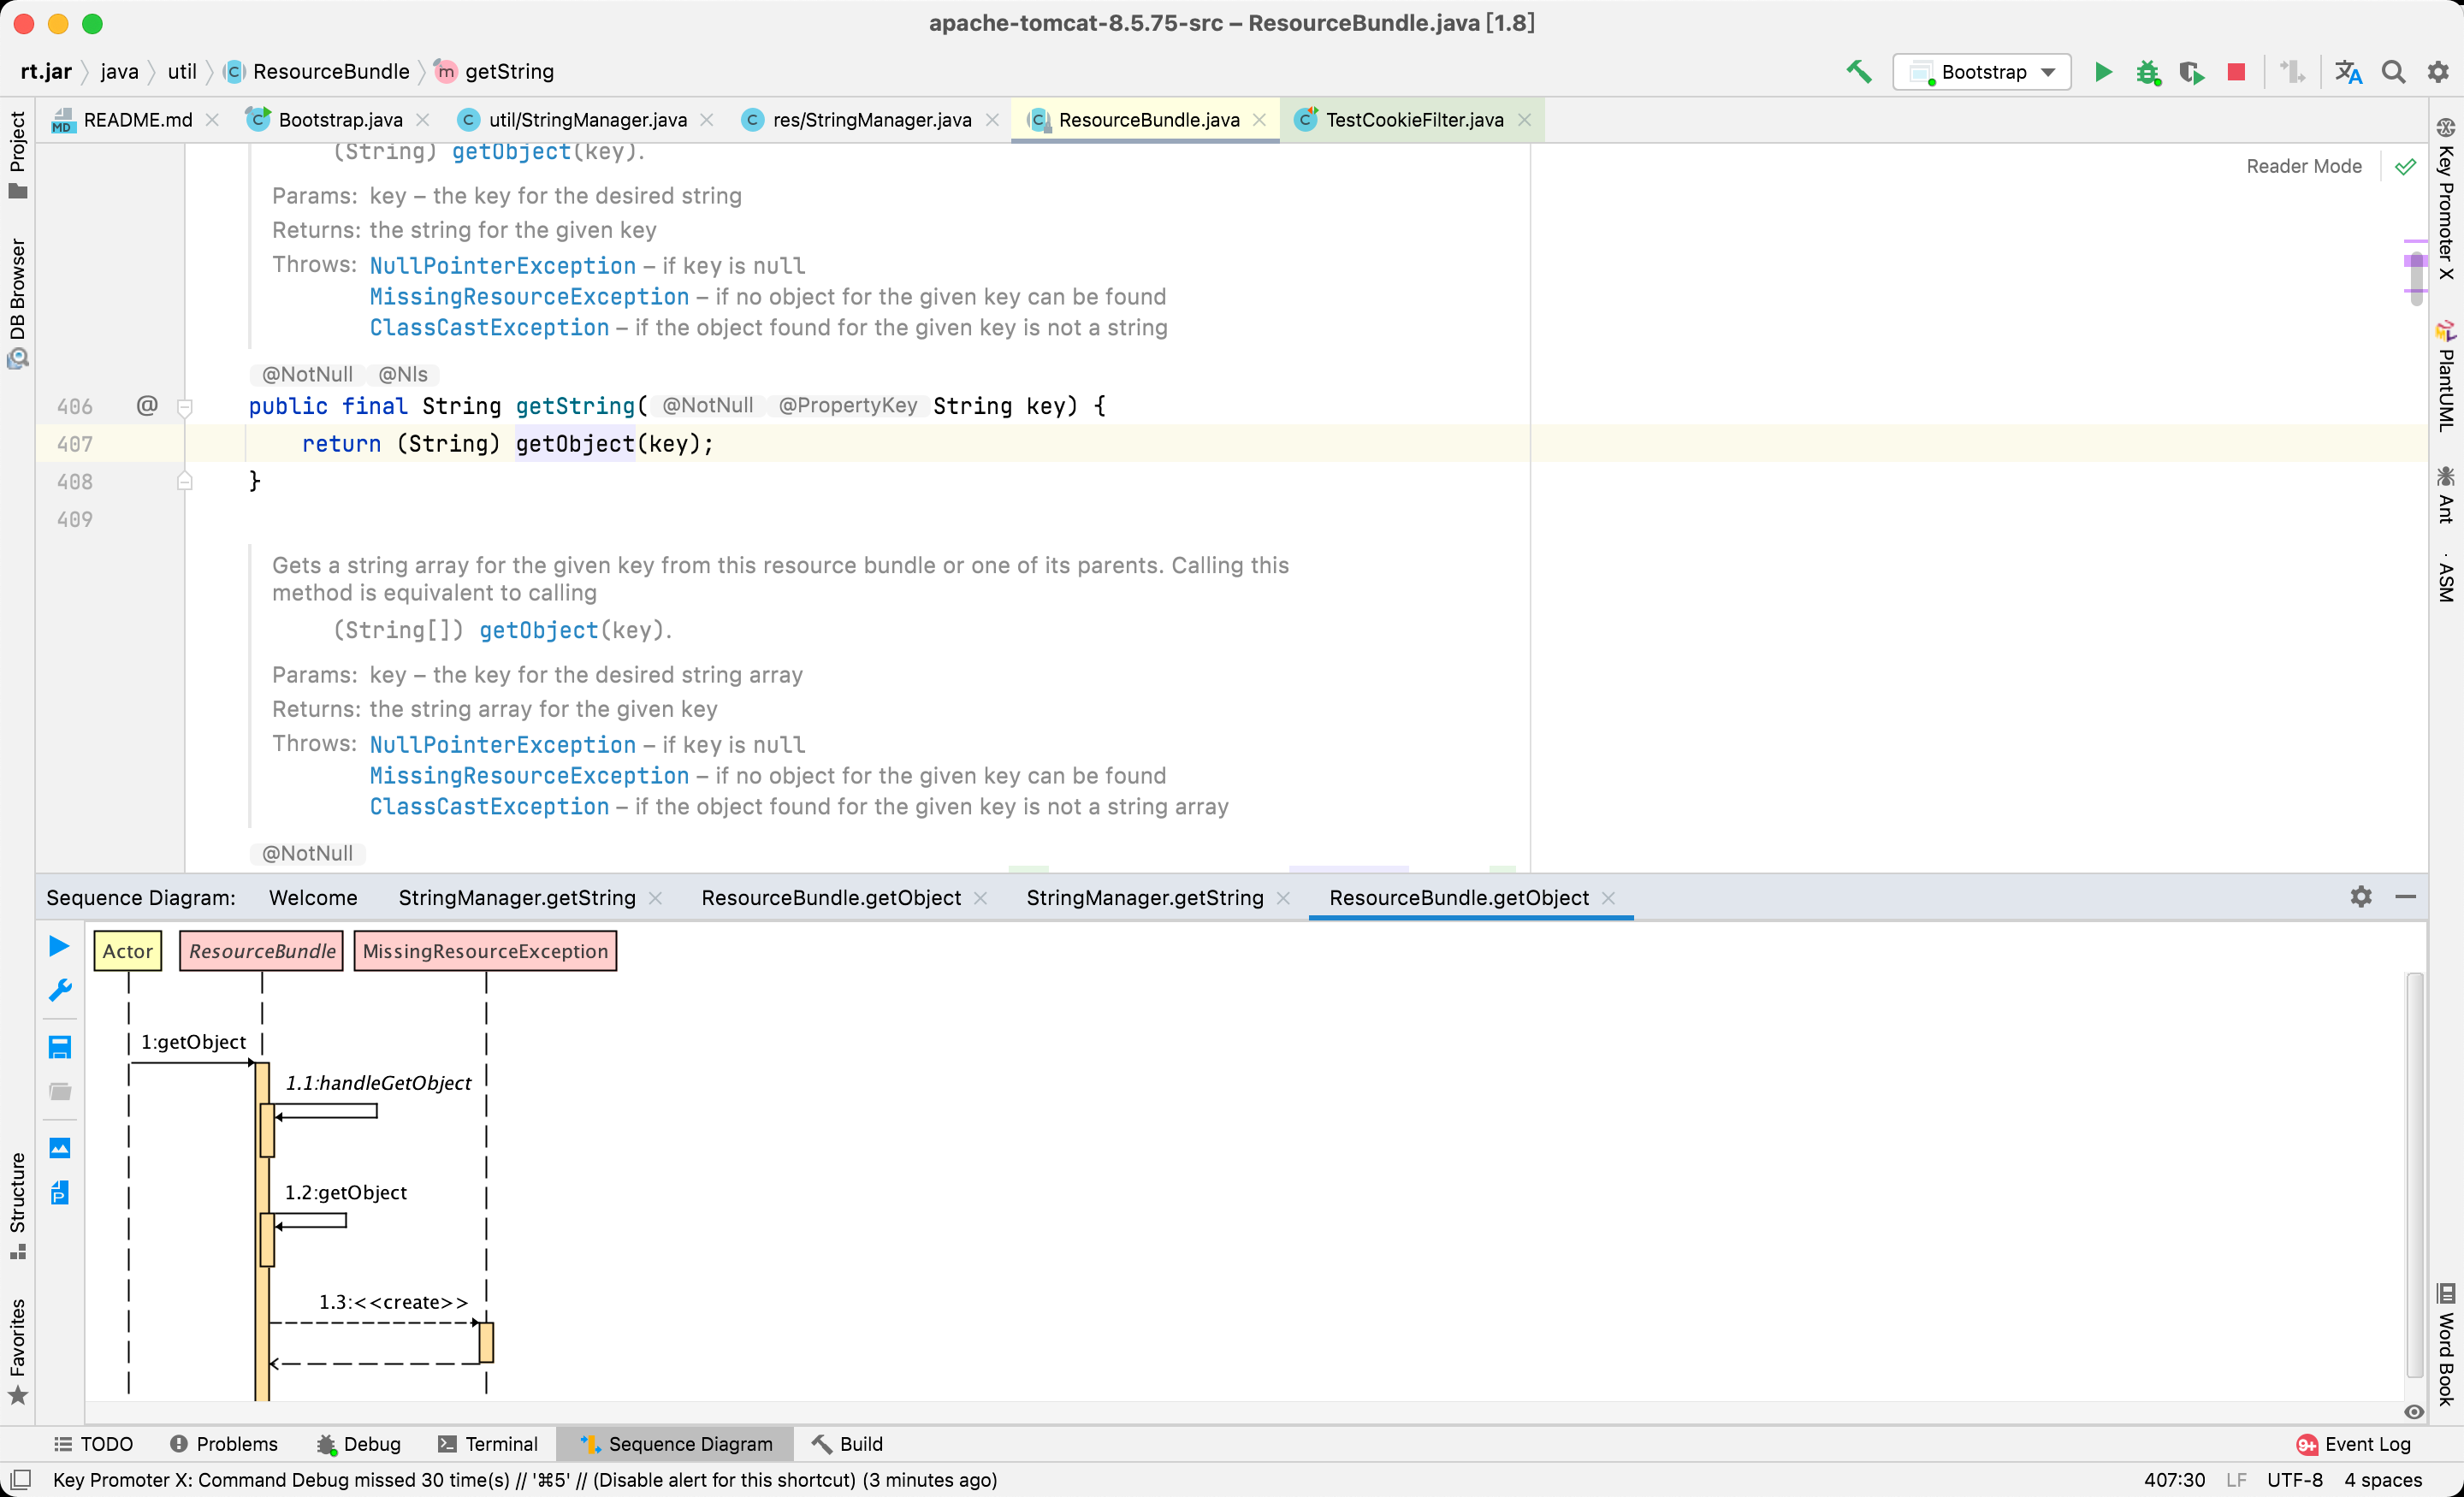 apache-tomcat-8.5.75-src – ResourceBundle.java [1.8]
rt.jar java util ResourceBundle getString
Bootstrap
README.md Bootstrap.java util/StringManager.java res/StringManager.java ResourceBundle.java TestCookieFilter.java
Project
DB Browser
Structure
Favorites
Reader Mode
(String) getObject(key).
Params: key – the key for the desired string
Returns: the string for the given key
Throws: NullPointerException – if key is null
MissingResourceException – if no object for the given key can be found
ClassCastException – if the object found for the given key is not a string
@NotNull @Nls
406 @ public final String getString( @NotNull @PropertyKey String key) {
407 return (String) getObject(key);
408 }
409
Gets a string array for the given key from this resource bundle or one of its parents. Calling this
method is equivalent to calling
(String[]) getObject(key).
Params: key – the key for the desired string array
Returns: the string array for the given key
Throws: NullPointerException – if key is null
MissingResourceException – if no object for the given key can be found
ClassCastException – if the object found for the given key is not a string array
@NotNull
Key Promoter X
PlantUML
Ant
ASM
Word Book
Sequence Diagram: Welcome StringManager.getString ResourceBundle.getObject StringManager.getString ResourceBundle.getObject
Actor ResourceBundle MissingResourceException
1:getObject
1.1:handleGetObject
1.2:getObject
1.3:<<create>>
TODO Problems Debug Terminal Sequence Diagram Build 9+ Event Log
Key Promoter X: Command Debug missed 30 time(s) // '⌘5' // (Disable alert for this shortcut) (3 minutes ago) 407:30 LF UTF-8 4 spaces